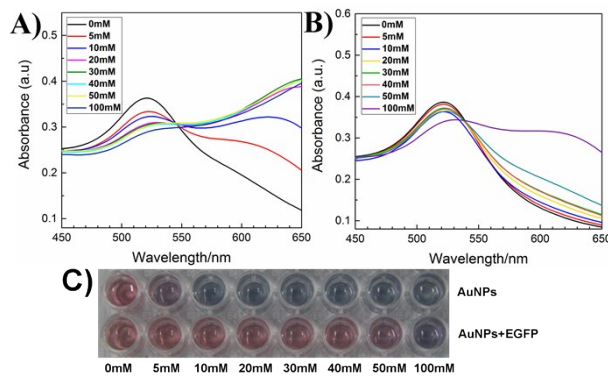 A)
0mM
5mM
10mM
20mM
30mM
40mM
50mM
100mM
Absorbance (a.u)
0.5
0.4
0.3
0.2
0.1
450 500 550 600 650
Wavelength/nm
B)
0mM
5mM
10mM
20mM
30mM
40mM
50mM
100mM
Absorbance (a.u)
0.6
0.5
0.4
0.3
0.2
0.1
450 500 550 600 650
Wavelength/nm
C)
AuNPs
AuNPs+EGFP
0mM 5mM 10mM 20mM 30mM 40mM 50mM 100mM